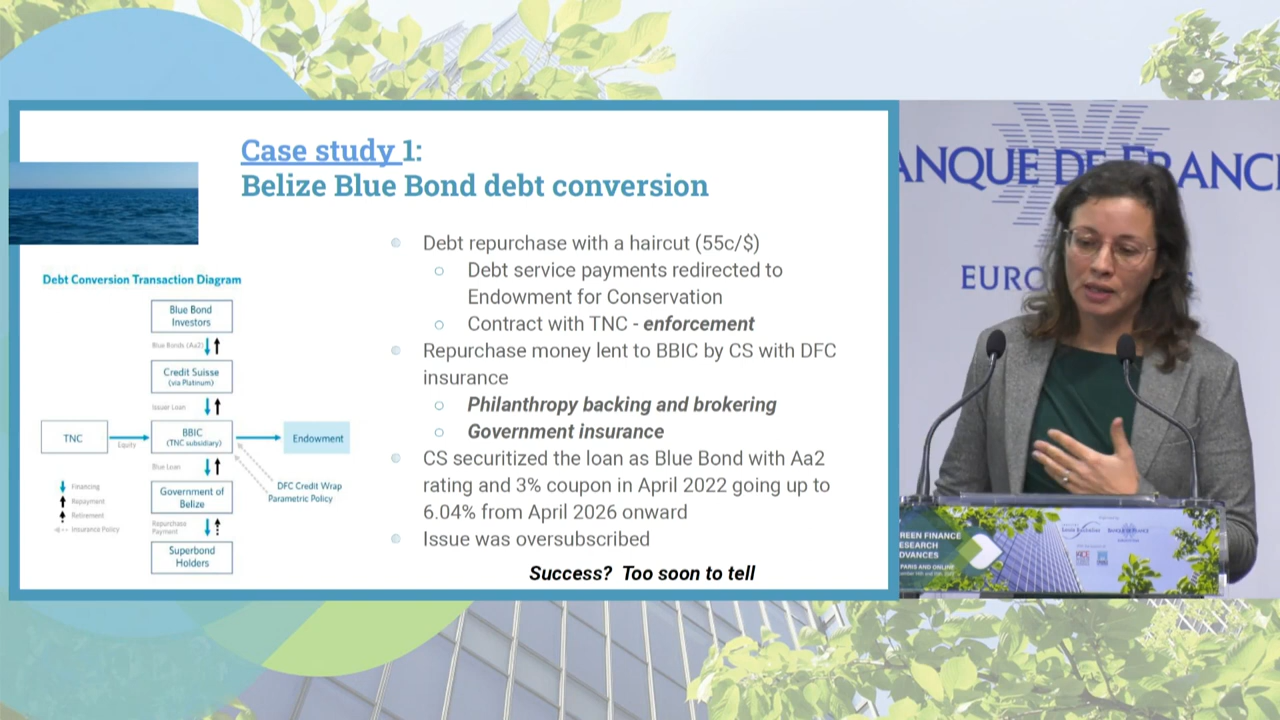 Case study 1:
Belize Blue Bond debt conversion
Debt repurchase with a haircut (55c/$)
Debt service payments redirected to
Endowment for Conservation
Contract with TNC - enforcement
Repurchase money lent to BBIC by CS with DFC
insurance
Philanthropy backing and brokering
Government insurance
CS securitized the loan as Blue Bond with Aa2
rating and 3% coupon in April 2022 going up to
6.04% from April 2026 onward
Issue was oversubscribed
Success? Too soon to tell
Debt Conversion Transaction Diagram
Blue Bond
Investors
Blue Bonds (Aa2)
Credit Suisse
(via Platinum)
Issuer Loan
TNC
Equity
BBIC
(TNC subsidiary)
Endowment
Blue Loan
DFC Credit Wrap
Parametric Policy
Government of
Belize
Financing
Repayment
Retirement
Insurance Policy
Repurchase
Payment
Superbond
Holders
ANQUE DE FRANC
EURO
REEN FINANCE
ESEARCH
DVANCES
PARIS AND ONLINE